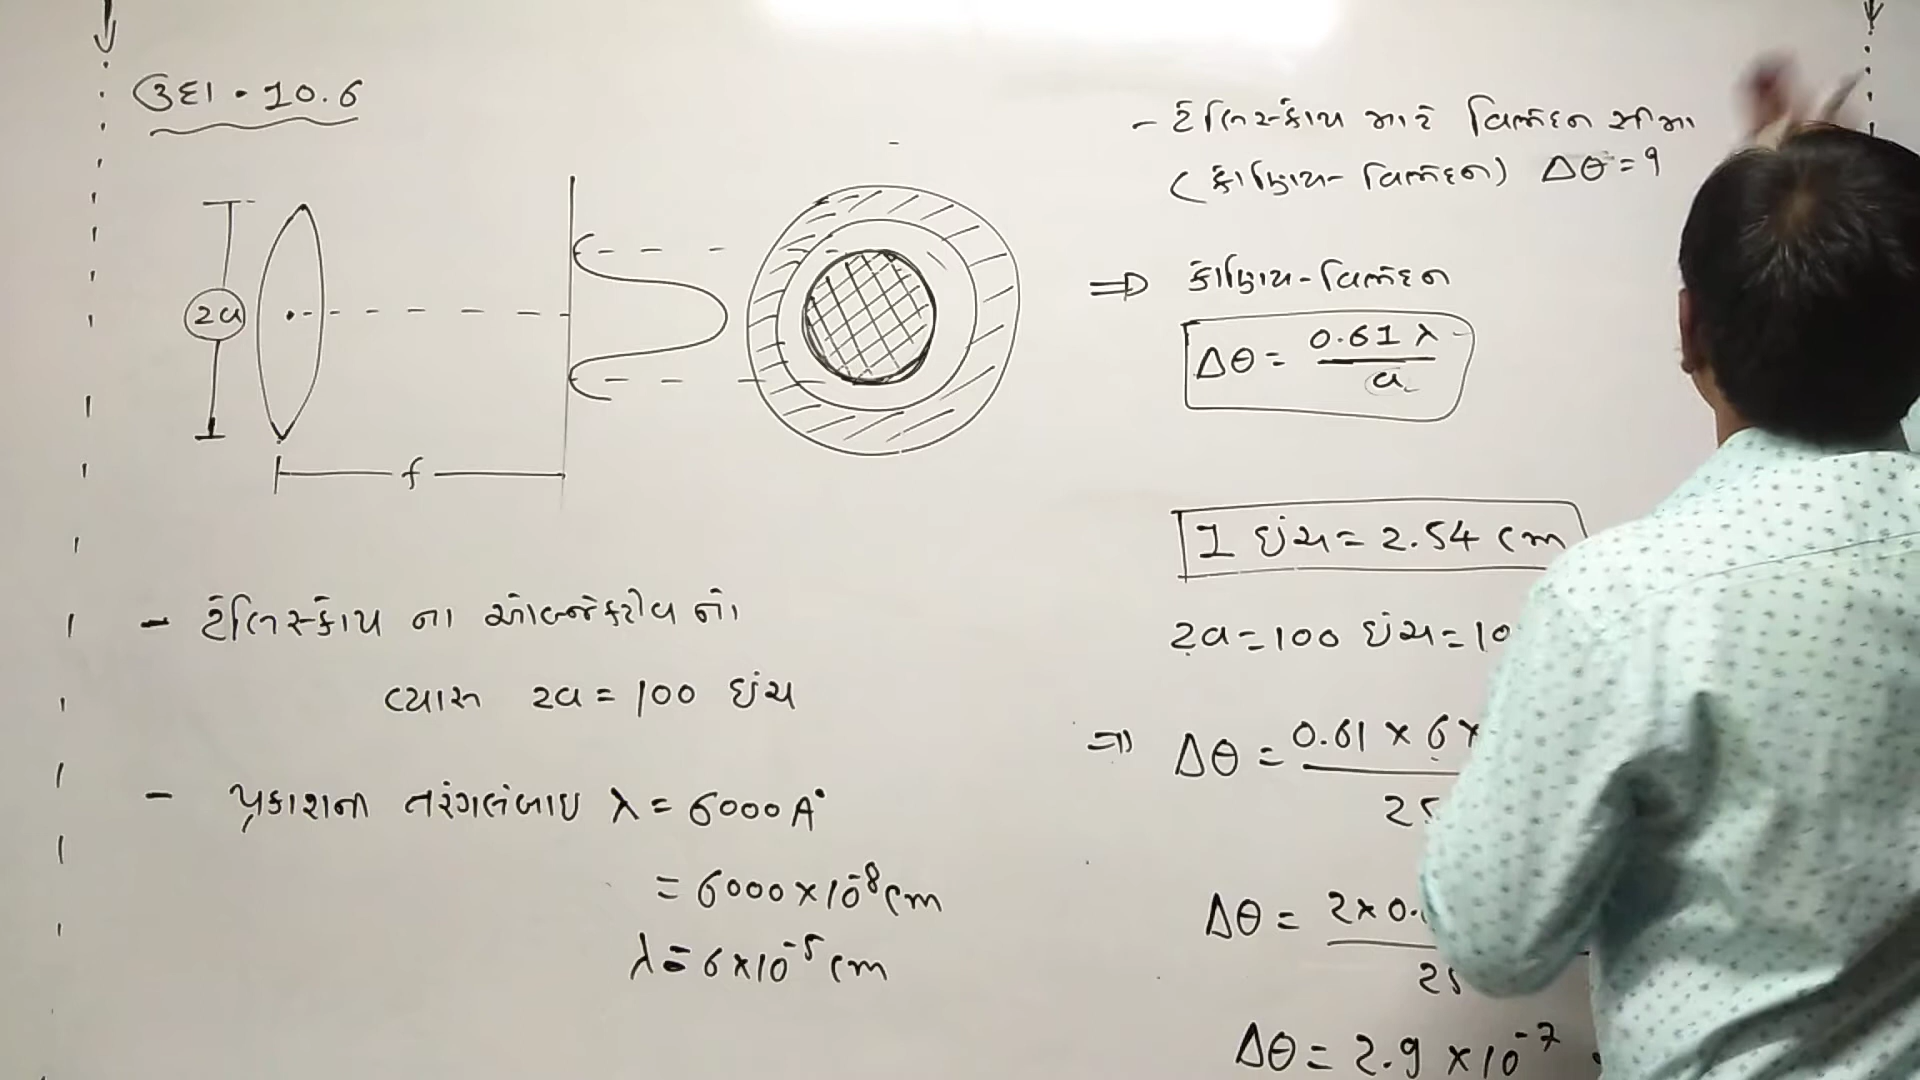 ઉદા. 10.6
2a
f
- ટેલિસ્કોપ ના ઓબ્જેક્ટીવ નો
વ્યાસ 2a = 100 ઇંચ
- પ્રકાશના તરંગલંબાઇ λ = 6000 A°
= 6000 × 10⁻⁸ cm
λ = 6 × 10⁻⁵ cm
- ટેલિસ્કોપ માટે વિભેદન સીમા
(કોણિય-વિભેદન) Δθ = ?
⇒ કોણિય-વિભેદન
Δθ = 0.61 λ / a
1 ઇંચ = 2.54 cm
2a = 100 ઇંચ = 10
⇒ Δθ = 0.61 × 6 × / 25
Δθ = 2 × 0. / 25
Δθ = 2.9 × 10⁻⁷